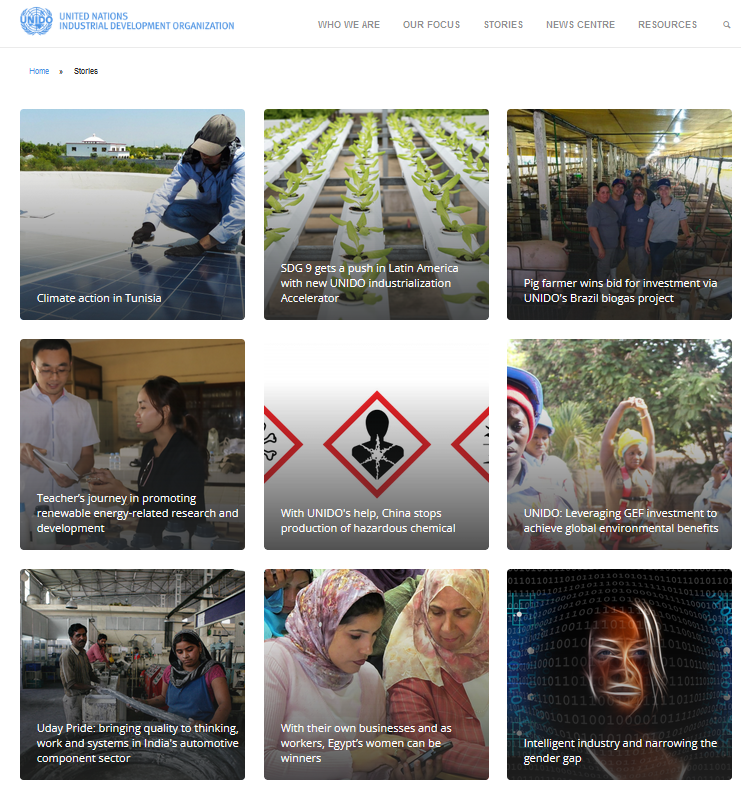 UNIDO
UNITED NATIONS
INDUSTRIAL DEVELOPMENT ORGANIZATION
WHO WE ARE
OUR FOCUS
STORIES
NEWS CENTRE
RESOURCES
Home » Stories
Climate action in Tunisia
SDG 9 gets a push in Latin America
with new UNIDO industrialization
Accelerator
Pig farmer wins bid for investment via
UNIDO's Brazil biogas project
Teacher's journey in promoting
renewable energy-related research and
development
With UNIDO's help, China stops
production of hazardous chemical
UNIDO: Leveraging GEF investment to
achieve global environmental benefits
Uday Pride: bringing quality to thinking,
work and systems in India's automotive
component sector
With their own businesses and as
workers, Egypt's women can be
winners
Intelligent industry and narrowing the
gender gap